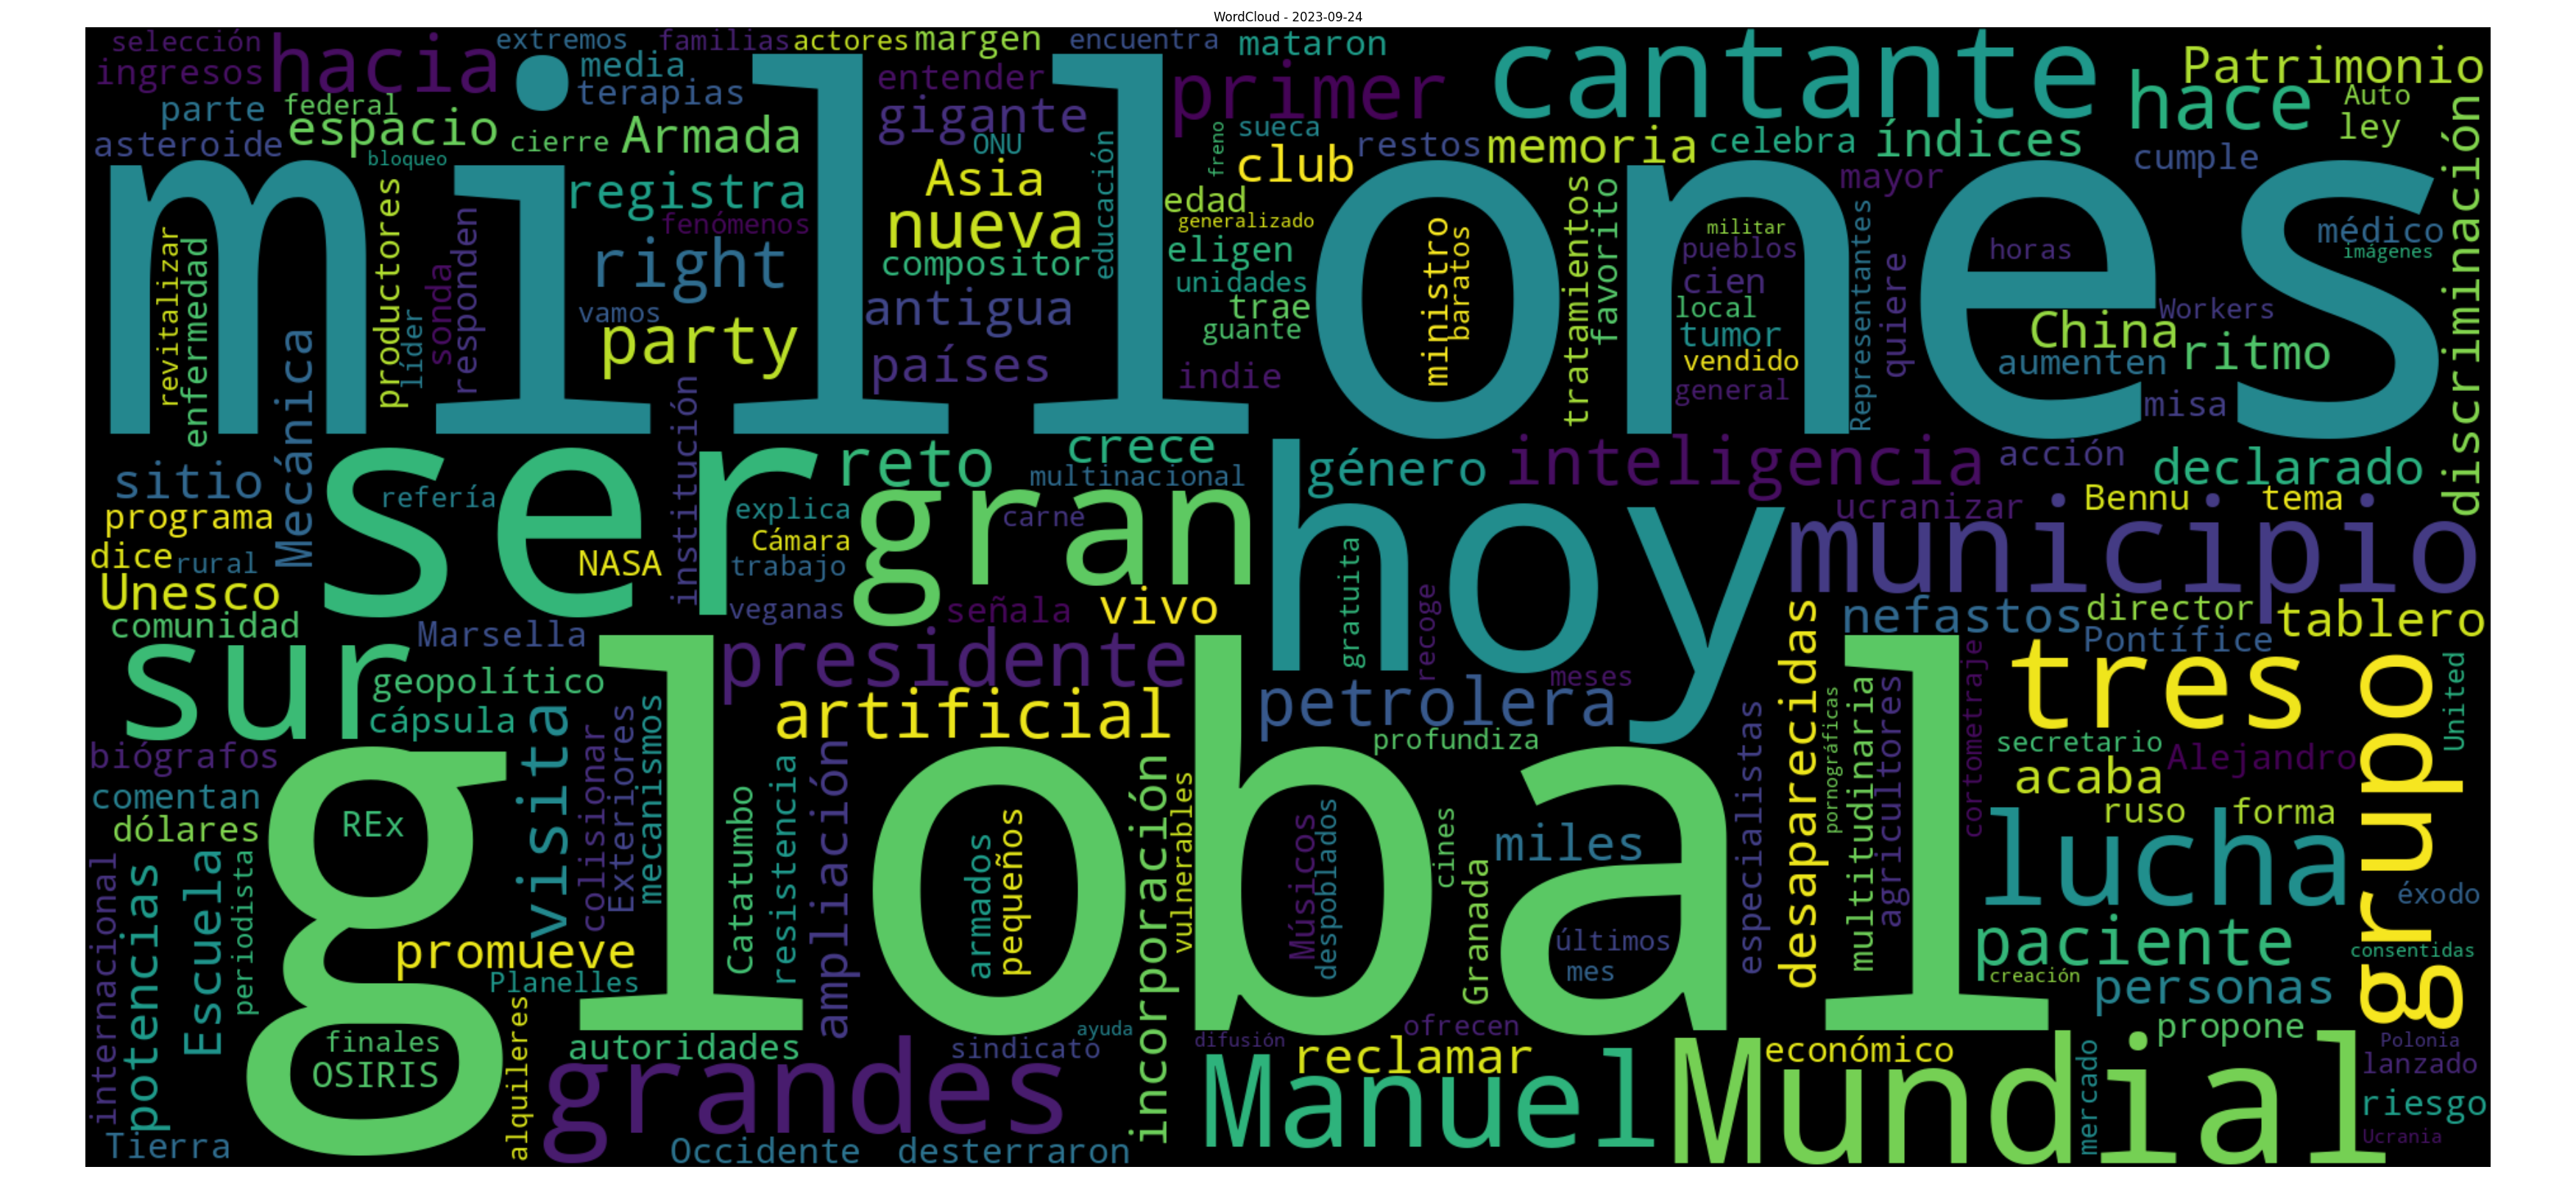 WordCloud - 2023-09-24
selección
hacia
extremos
familias
actores
margen
encuentra
mataron
cantante
Patrimonio
ingresos
media
terapias
entender
primer
hace
Auto
ley
parte
federal
espacio
cierre
Armada
gigante
ONU
freno
sueca
club
restos
memoria
celebra
índices
cumple
asteroide
bloqueo
Asia
educación
discriminación
millones
productores
registra
fenómenos
nueva
edad
generalizado
tratamientos
favorito
mayor
Representantes
militar
médico
imágenes
revitalizar
enfermedad
sonda
responden
right
compositor
eligen
ministro
baratos
pueblos
horas
unidades
cien
quiere
Mecánica
líder
vamos
antigua
trae
guante
local
tumor
Workers
China
party
países
indie
vendido
general
aumenten
ritmo
misa
institución
ser
reto
crece
multinacional
hoy
género
inteligencia
acción
declarado
sitio
refería
gran
carne
ucranizar
Bennu
tema
programa
explica
Cámara
municipio
dice
rural
NASA
trabajo
gratuita
Unesco
veganas
señala
vivo
recoge
desaparecidas
nefastos
director
tablero
comunidad
Marsella
Pontífice
sur
geopolítico
presidente
meses
tres
grupo
United
cápsula
visita
mecanismos
artificial
petrolera
profundiza
pornográficas
multitudinaria
cortometraje
secretario
Alejandro
biógrafos
colisionar
Exteriores
global
especialistas
agricultores
acaba
comentan
dólares
REx
Catatumbo
resistencia
ampliación
incorporación
vulnerables
armados
pequeños
Músicos
despoblados
cines
miles
ruso
forma
lucha
internacional
potencias
Escuela
periodista
Granada
éxodo
promueve
Planelles
últimos
mes
paciente
consentidas
creación
personas
alquileres
finales
OSIRIS
autoridades
ayuda
sindicato
difusión
ofrecen
reclamar
económico
propone
Polonia
lanzado
grandes
Manuel
Mundial
mercado
riesgo
Tierra
Occidente
desterraron
Ucrania